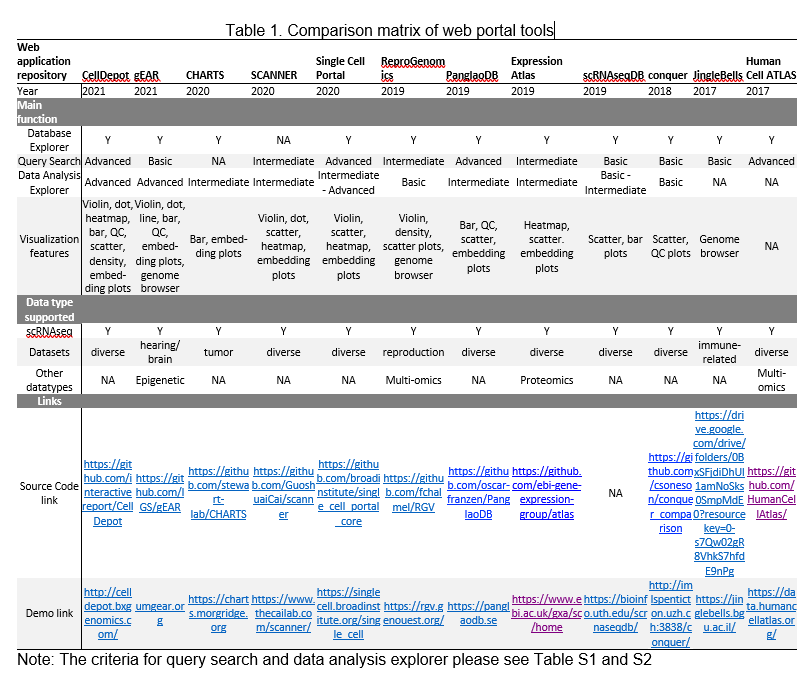 Table 1. Comparison matrix of web portal tools
Web application repository CellDepot gEAR CHARTS SCANNER Single Cell Portal ReproGenomics PanglaoDB Expression Atlas scRNAseqDB conquer JingleBells Human Cell ATLAS
Year 2021 2021 2020 2020 2020 2019 2019 2019 2019 2018 2017 2017
Main function
Database Explorer Y Y Y NA Y Y Y Y Y Y Y Y
Query Search Advanced Basic NA Intermediate Advanced Intermediate Advanced Intermediate Basic Basic Basic Advanced
Data Analysis Explorer Advanced Advanced Intermediate Intermediate Intermediate - Advanced Basic Intermediate Intermediate Basic - Intermediate Basic NA NA
Visualization features Violin, dot, heatmap, bar, QC, scatter, density, embed-ding plots Violin, dot, line, bar, QC, embed-ding plots, genome browser Bar, embed-ding plots Violin, dot, scatter, heatmap, embedding plots Violin, scatter, heatmap, embedding plots Violin, density, scatter plots, genome browser Bar, QC, scatter, embedding plots Heatmap, scatter. embedding plots Scatter, bar plots Scatter, QC plots Genome browser NA
Data type supported
scRNAseq Y Y Y Y Y Y Y Y Y Y Y Y
Datasets diverse hearing/brain tumor diverse diverse reproduction diverse diverse diverse diverse immune-related diverse
Other datatypes NA Epigenetic NA NA NA Multi-omics NA Proteomics NA NA NA Multi-omics
Links
Source Code link https://github.com/interactivereport/CellDepot https://github.com/IGS/gEAR https://github.com/stewart-lab/CHARTS https://github.com/GuoshuaiCai/scanner https://github.com/broadinstitute/single_cell_portal_core https://github.com/fchalmel/RGV https://github.com/oscar-franzen/PanglaoDB https://github.com/ebi-gene-expression-group/atlas NA https://github.com/csoneson/conquer_comparison https://drive.google.com/drive/folders/0BxSFjdiDhUl1amNoSks0SmpMdE0?resourcekey=0-s7Qw02gR8VhkS7hfdE9nPg https://github.com/HumanCellAtlas/
Demo link http://celldepot.bxgenomics.com/ umgear.org https://charts.morgridge.org https://www.thecailab.com/scanner/ https://singlecell.broadinstitute.org/single_cell https://rgv.genouest.org/ https://panglaodb.se https://www.ebi.ac.uk/gxa/sc/home https://bioinfo.uth.edu/scrnaseqdb/ http://imlspenticton.uzh.ch:3838/conquer/ https://jinglebells.bgu.ac.il/ https://data.humancellatlas.org/
Note: The criteria for query search and data analysis explorer please see Table S1 and S2